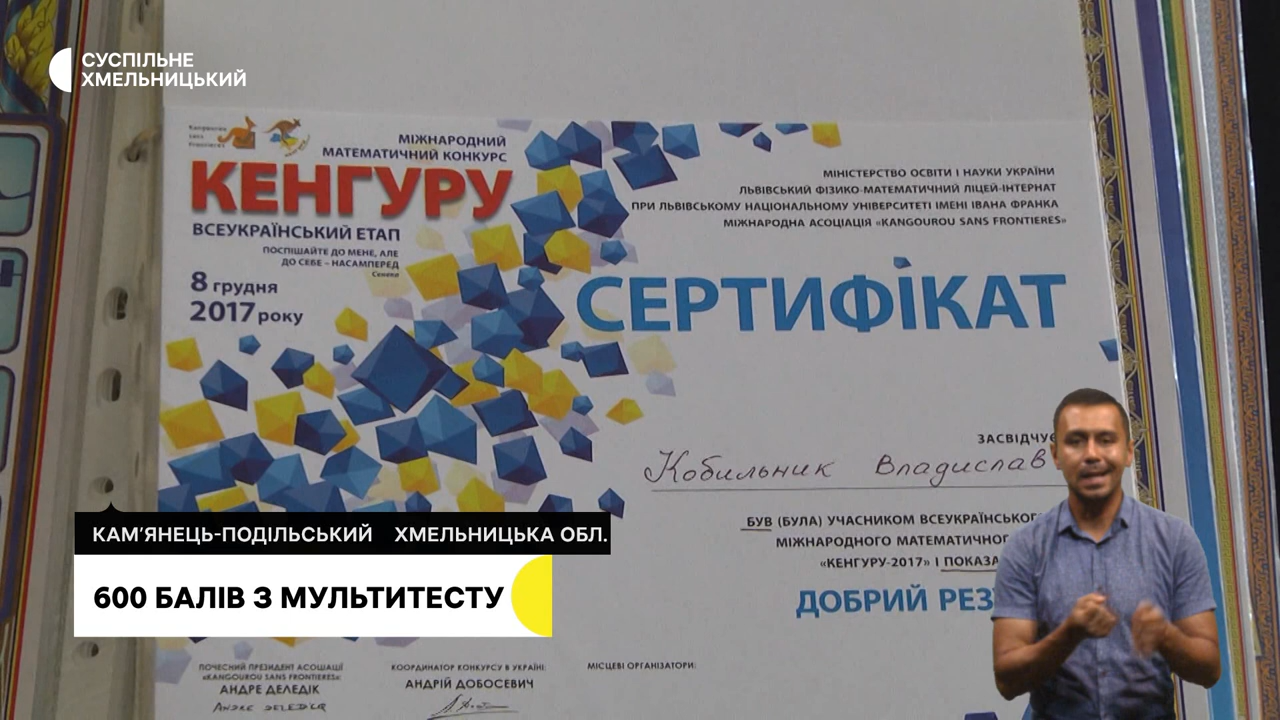 СУСПІЛЬНЕ
ХМЕЛЬНИЦЬКИЙ
МІЖНАРОДНИЙ
МАТЕМАТИЧНИЙ КОНКУРС
КЕНГУРУ
ВСЕУКРАЇНСЬКИЙ ЕТАП
ПОСПІШАЙТЕ ДО МЕНЕ, АЛЕ
ДО СЕБЕ – НАСАМПЕРЕД
Сенека
8 грудня
2017 року
МІНІСТЕРСТВО ОСВІТИ І НАУКИ УКРАЇНИ
ЛЬВІВСЬКИЙ ФІЗИКО-МАТЕМАТИЧНИЙ ЛІЦЕЙ-ІНТЕРНАТ
ПРИ ЛЬВІВСЬКОМУ НАЦІОНАЛЬНОМУ УНІВЕРСИТЕТІ ІМЕНІ ІВАНА ФРАНКА
МІЖНАРОДНА АСОЦІАЦІЯ «KANGOUROU SANS FRONTIERES»
СЕРТИФІКАТ
ЗАСВІДЧУЄ
Кобильник Владислав
БУВ (БУЛА) УЧАСНИКОМ ВСЕУКРАЇНСЬКОГО
МІЖНАРОДНОГО МАТЕМАТИЧНОГО
«КЕНГУРУ-2017» І ПОКАЗА
ДОБРИЙ РЕЗ
КАМ'ЯНЕЦЬ-ПОДІЛЬСЬКИЙ ХМЕЛЬНИЦЬКА ОБЛ.
600 БАЛІВ З МУЛЬТИТЕСТУ
ПОЧЕСНИЙ ПРЕЗИДЕНТ АСОЦІАЦІЇ
«KANGOUROU SANS FRONTIERES»
АНДРЕ ДЕЛЕДІК
ANDRE DELEDICQ
КООРДИНАТОР КОНКУРСУ В УКРАЇНІ:
АНДРІЙ ДОБОСЕВИЧ
МІСЦЕВІ ОРГАНІЗАТОРИ: